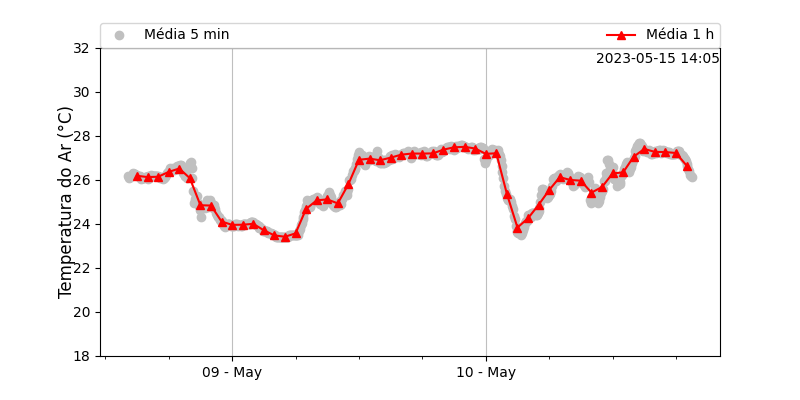 Média 5 min
Média 1 h
2023-05-15 14:05
Temperatura do Ar (°C)
32
30
28
26
24
22
20
18
09 - May
10 - May